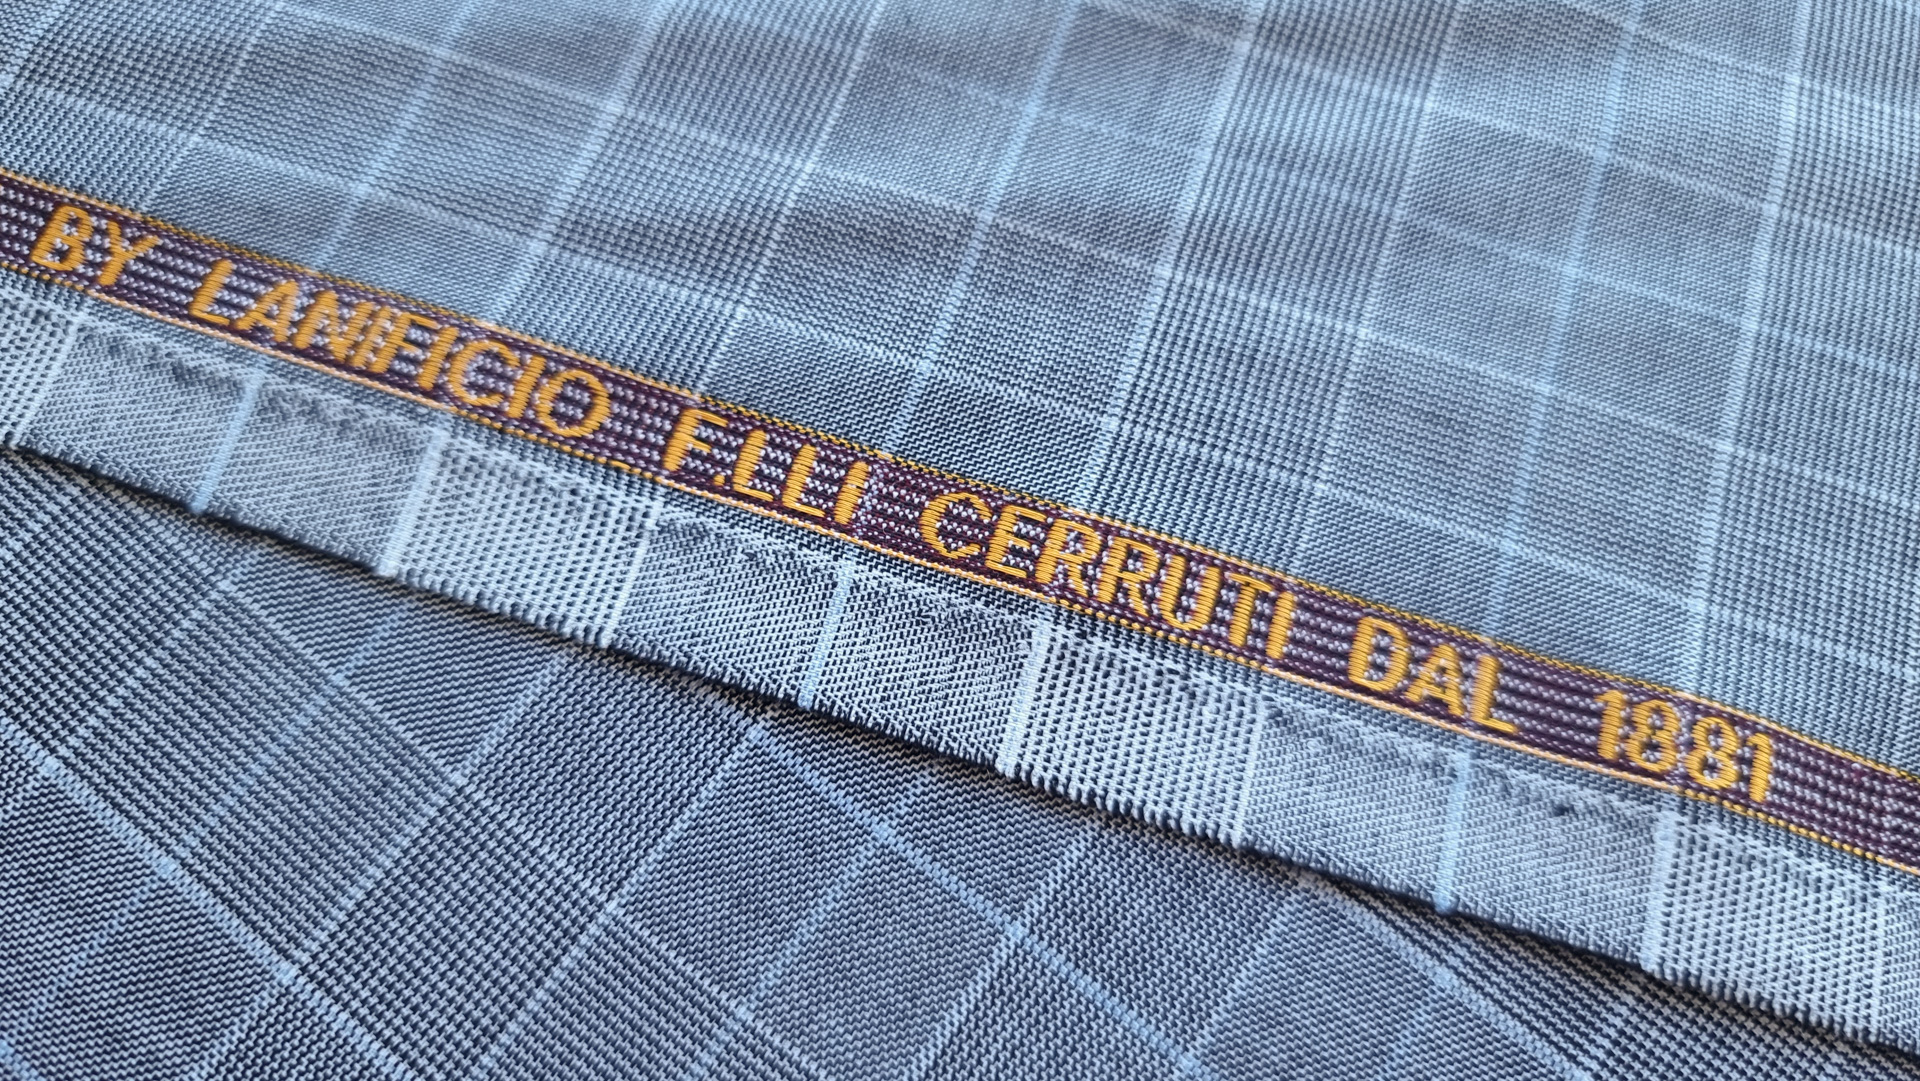 BY LANIFICIO F.LLI CERRUTI DAL 1881